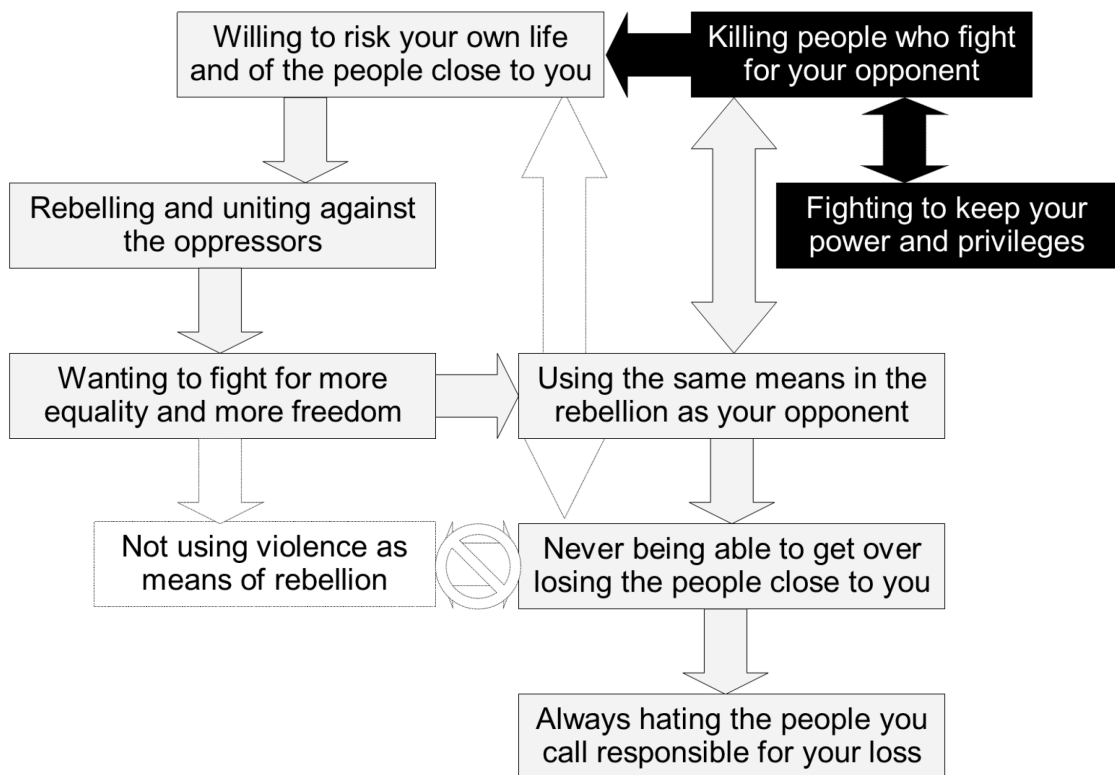 Willing to risk your own life
and of the people close to you
Killing people who fight
for your opponent
Rebelling and uniting against
the oppressors
Fighting to keep your
power and privileges
Wanting to fight for more
equality and more freedom
Using the same means in the
rebellion as your opponent
Not using violence as
means of rebellion
Never being able to get over
losing the people close to you
Always hating the people you
call responsible for your loss